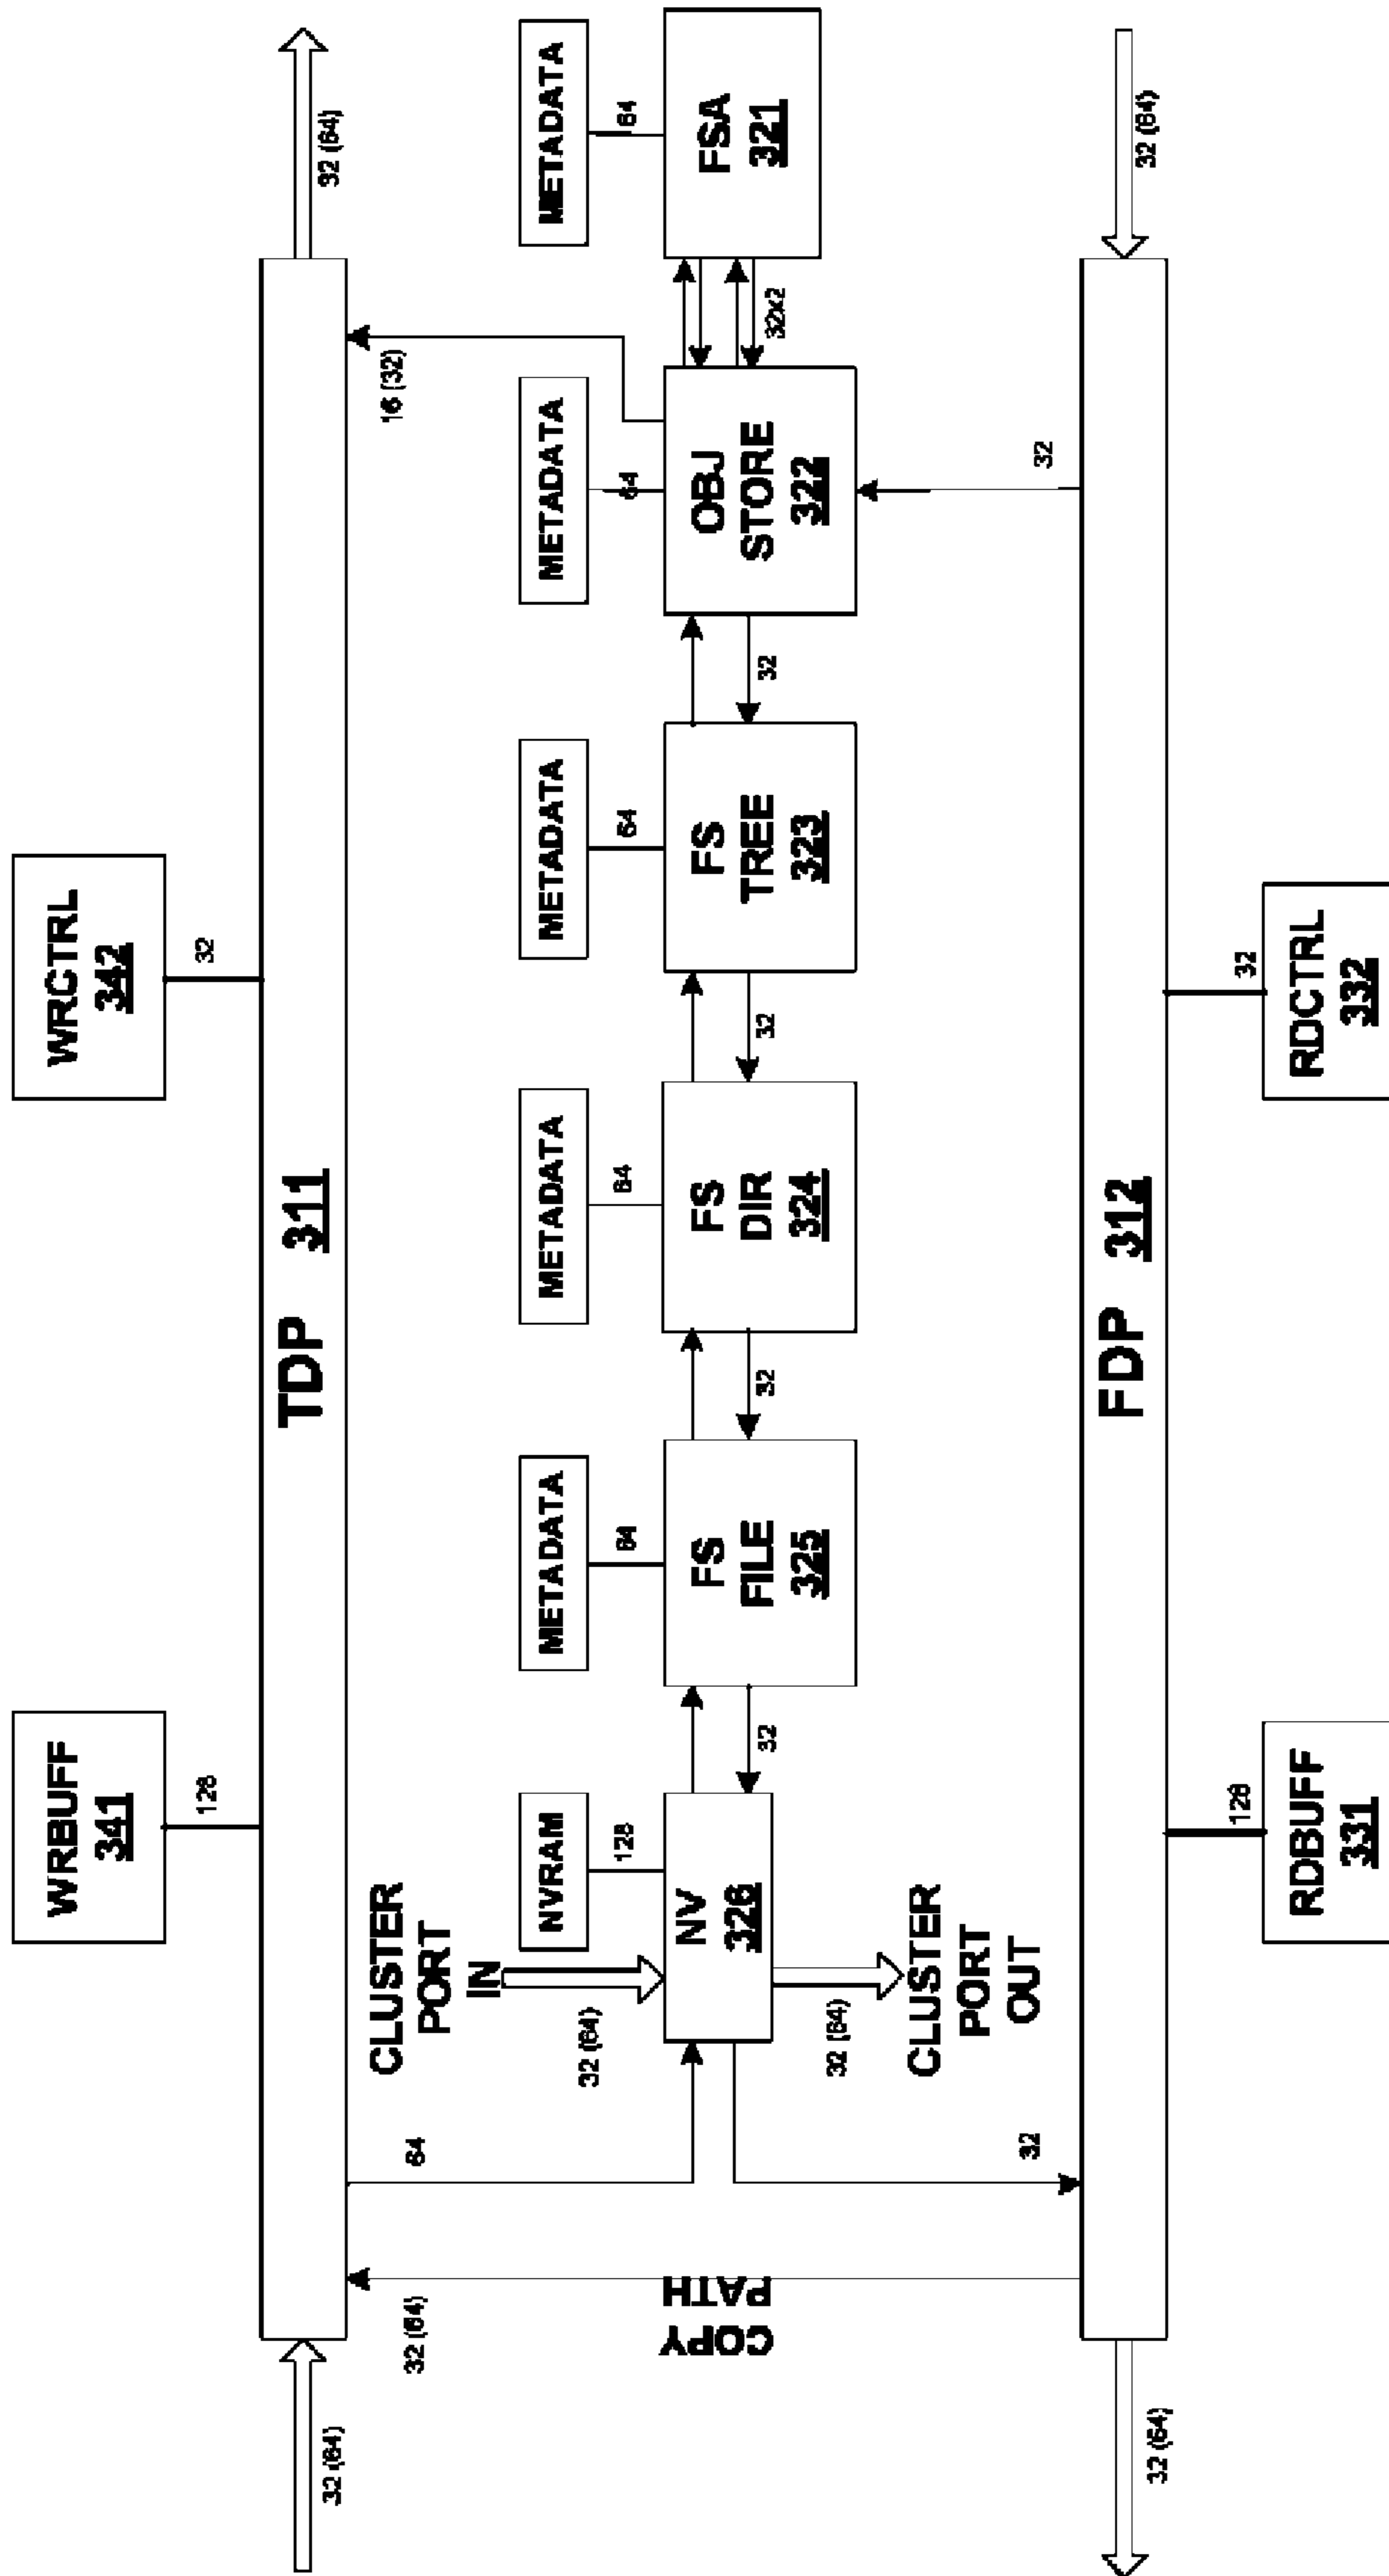 WRBUFF
341
WRCTRL
342
128
32
TDP 311
32 (64)
32 (64)
32 (64)
64
CLUSTER
PORT
IN
16 (32)
NVRAM
METADATA
METADATA
METADATA
METADATA
METADATA
32 (64)
128
64
64
64
64
64
NV
326
FS
FILE
325
FS
DIR
324
FS
TREE
323
OBJ
STORE
322
FSA
321
COPY
PATH
32
32
32
32
32x2
32 (64)
CLUSTER
PORT
OUT
32
32
FDP 312
32 (64)
32 (64)
128
32
RDBUFF
331
RDCTRL
332